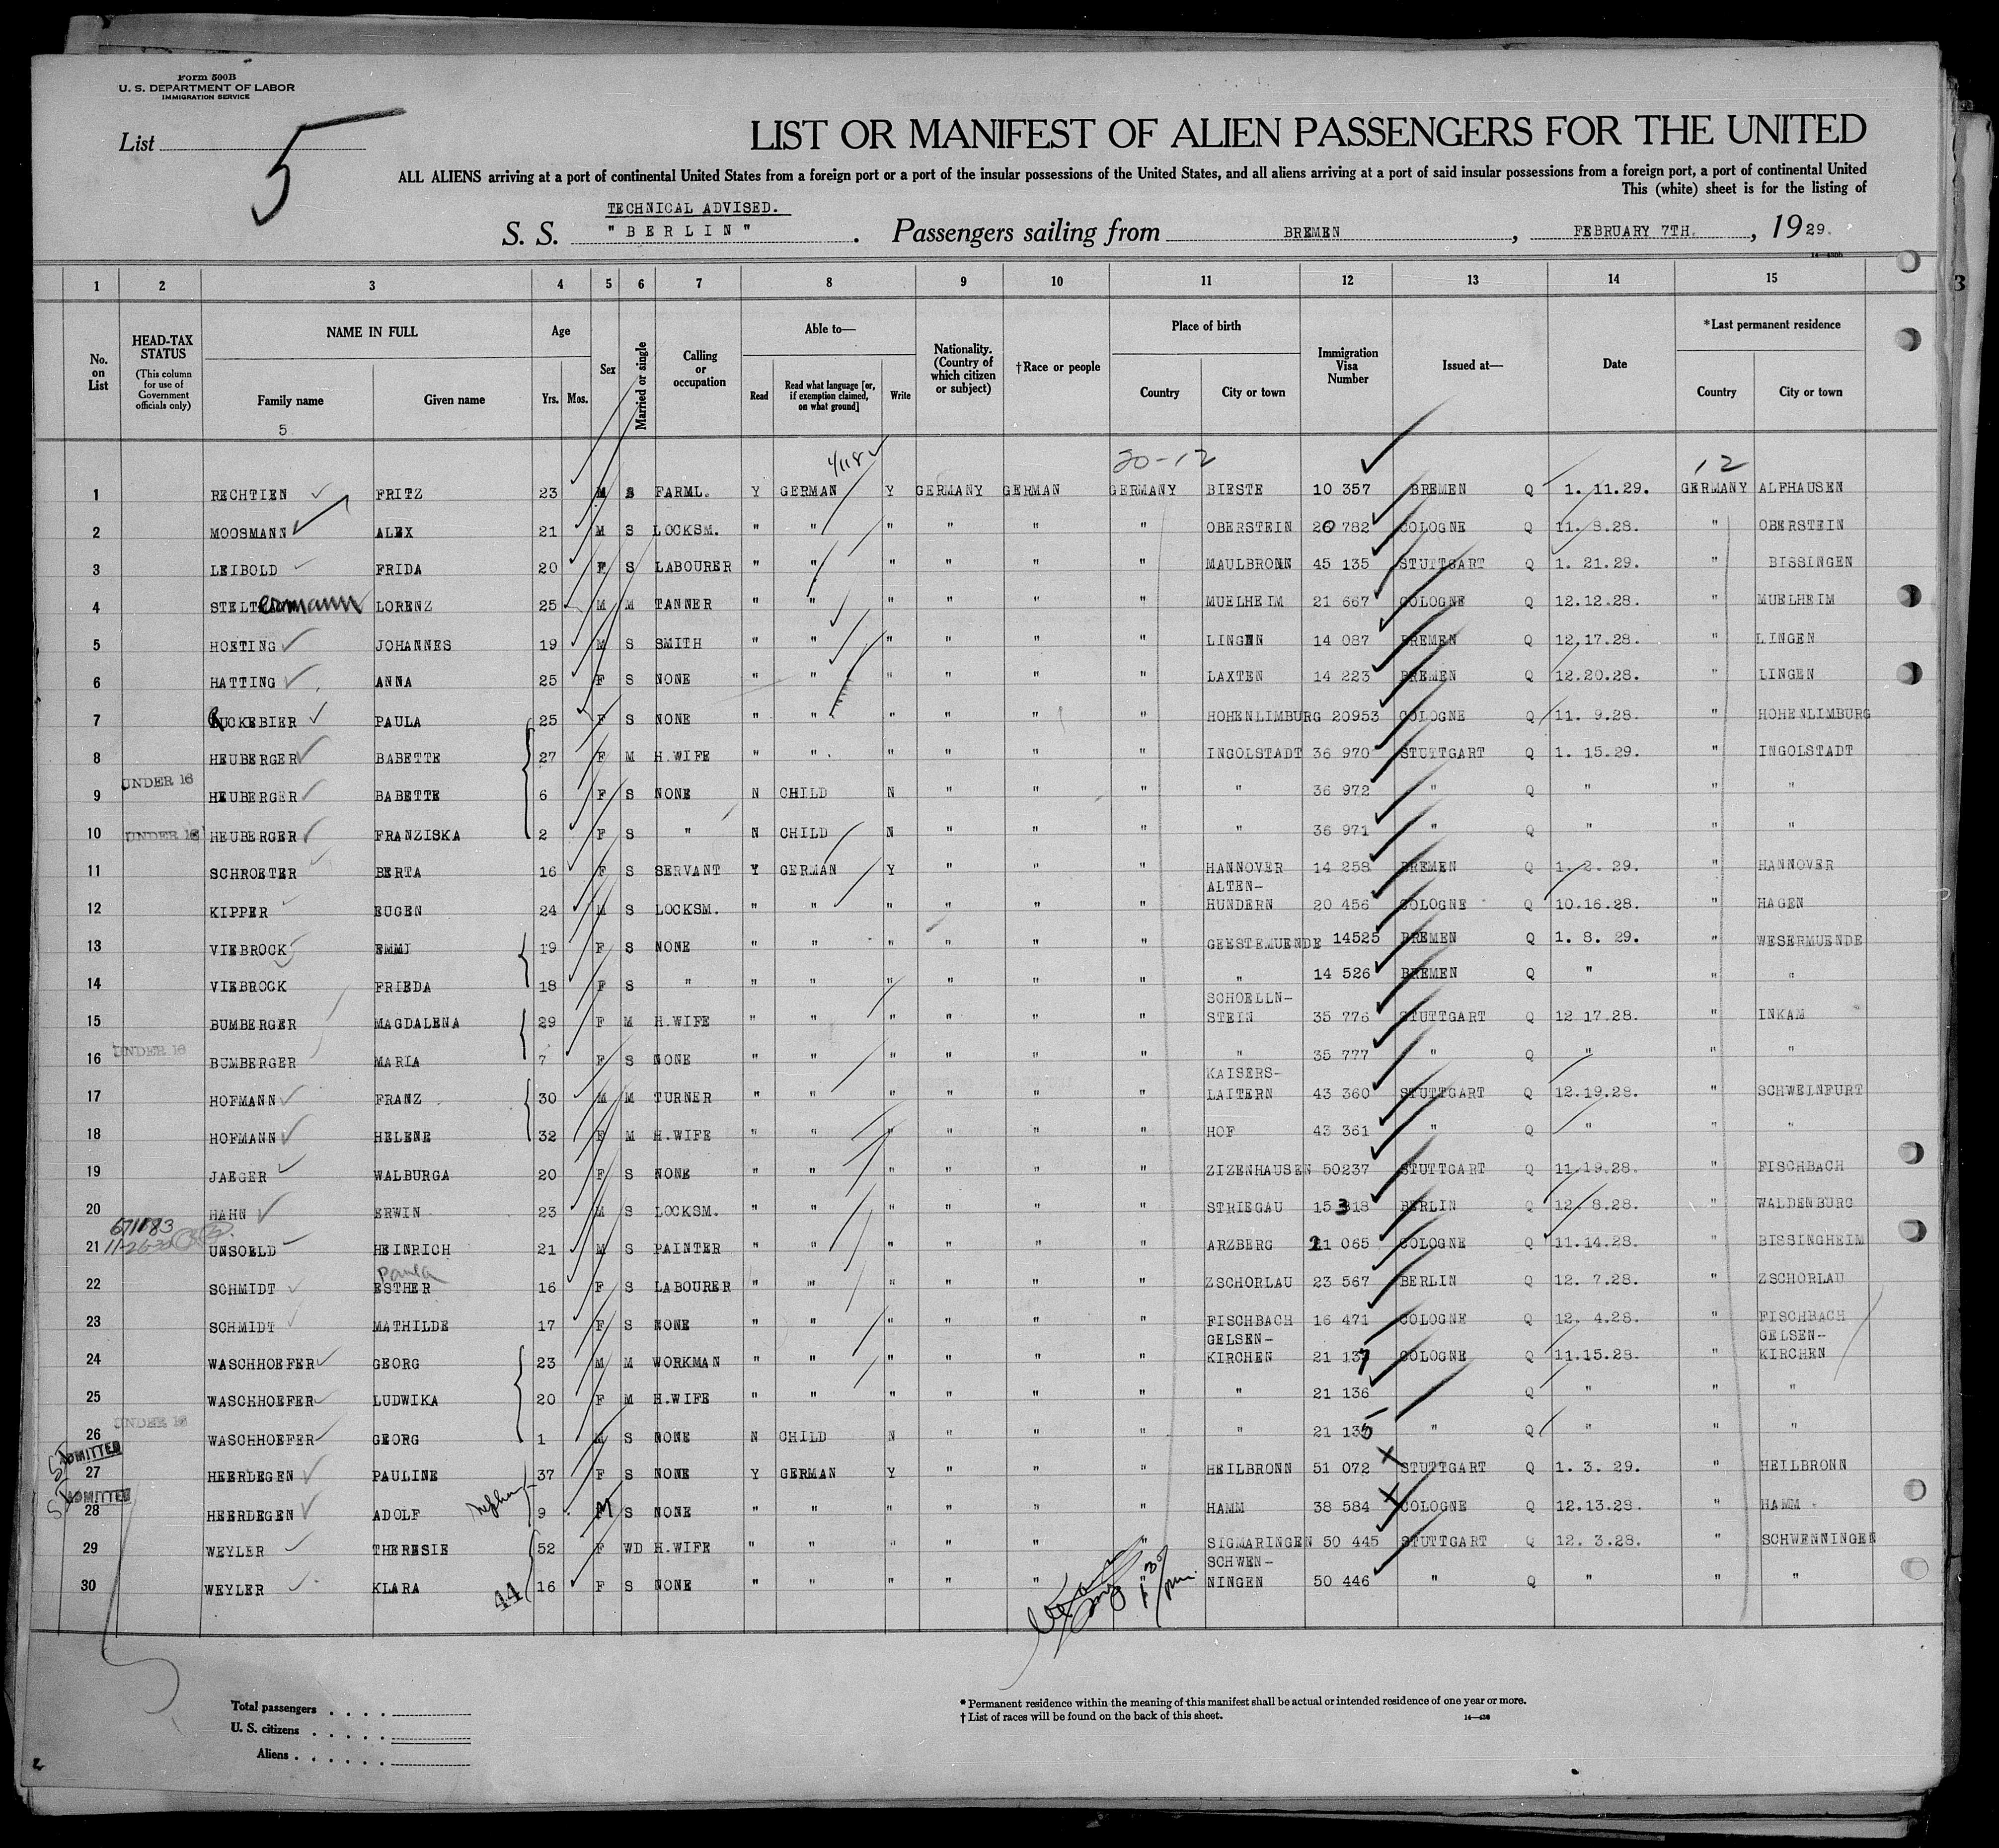 Form 500B
U. S. DEPARTMENT OF LABOR
IMMIGRATION SERVICE
List 5
LIST OR MANIFEST OF ALIEN PASSENGERS FOR THE UNITED
ALL ALIENS arriving at a port of continental United States from a foreign port or a port of the insular possessions of the United States, and all aliens arriving at a port of said insular possessions from a foreign port, a port of continental United
This (white) sheet is for the listing of
TECHNICAL ADVISED.
S. S. "BERLIN". Passengers sailing from BREMEN, FEBRUARY 7TH., 1929.
1 2 3 4 5 6 7 8 9 10 11 12 13 14 15
No. on List
HEAD-TAX STATUS (This column for use of Government officials only)
NAME IN FULL Family name Given name
Age Yrs. Mos.
Sex
Married or single
Calling or occupation
Able to— Read Read what language [or, if exemption claimed, on what ground] Write
Nationality. (Country of which citizen or subject)
†Race or people
Place of birth Country City or town
Immigration Visa Number
Issued at—
Date
*Last permanent residence Country City or town
5
20-12 12
1 RECHTIEN FRITZ 23 M S FARML. Y GERMAN Y GERMANY GERMAN GERMANY BIESTE 10 357 BREMEN Q 1. 11.29. GERMANY ALFHAUSEN
2 MOOSMANN ALEX 21 M S LOCKSM. " " " " " " OBERSTEIN 20 782 COLOGNE Q 11. 8.28. " OBERSTEIN
3 LEIBOLD FRIDA 20 F S LABOURER " " " " " " MAULBRONN 45 135 STUTTGART Q 1. 21.29. " BISSINGEN
4 STELTERMANN LORENZ 25 M M TANNER " " " " " " MUELHEIM 21 667 COLOGNE Q 12.12.28. " MUELHEIM
5 HOETING JOHANNES 19 M S SMITH " " " " " " LINGEN 14 087 BREMEN Q 12.17.28. " LINGEN
6 HATTING ANNA 25 F S NONE " " " " " " LAXTEN 14 223 BREMEN Q 12.20.28. " LINGEN
7 RUCKEBIER PAULA 25 F S NONE " " " " " " HOHENLIMBURG 20953 COLOGNE Q 11. 9.28. " HOHENLIMBURG
8 HEUBERGER BABETTE 27 F M H.WIFE " " " " " " INGOLSTADT 36 970 STUTTGART Q 1. 15.29. " INGOLSTADT
9 UNDER 16 HEUBERGER BABETTE 6 F S NONE N CHILD N " " " " 36 972 " Q " " "
10 UNDER 16 HEUBERGER FRANZISKA 2 F S " N CHILD N " " " " 36 971 " Q " " "
11 SCHROETER BERTA 16 F S SERVANT Y GERMAN Y " " " HANNOVER 14 258 BREMEN Q 1. 2. 29. " HANNOVER
12 KIPPER EUGEN 24 M S LOCKSM. " " " " " " ALTEN-HUNDERN 20 456 COLOGNE Q 10.16.28. " HAGEN
13 VIEBROCK EMMI 19 F S NONE " " " " " " GEESTEMUENDE 14525 BREMEN Q 1. 8. 29. " WESERMUENDE
14 VIEBROCK FRIEDA 18 F S " " " " " " " " 14 526 BREMEN Q " " "
15 BUMBERGER MAGDALENA 29 F M H.WIFE " " " " " " SCHOELLN-STEIN 35 776 STUTTGART Q 12 17.28. " INKAM
16 UNDER 16 BUMBERGER MARIA 7 F S NONE " " " " " " " 35 777 " Q " " "
17 HOFMANN FRANZ 30 M M TURNER " " " " " " KAISERS-LAITERN 43 360 STUTTGART Q 12.19.28. " SCHWEINFURT
18 HOFMANN HELENE 32 F M H.WIFE " " " " " " HOF 43 361 " Q " " "
19 JAEGER WALBURGA 20 F S NONE " " " " " " ZIZENHAUSEN 50237 STUTTGART Q 11.19.28. " FISCHBACH
20 HAHN ERWIN 23 M S LOCKSM. " " " " " " STRIEGAU 15 318 BERLIN Q 12. 8.28. " WALDENBURG
21 UNSOELD HEINRICH 21 M S PAINTER " " " " " " ARZBERG 21 065 COLOGNE Q 11.14.28. " BISSINGHEIM
Paula
22 SCHMIDT ESTHER 16 F S LABOURER " " " " " " ZSCHORLAU 23 567 BERLIN Q 12. 7.28. " ZSCHORLAU
23 SCHMIDT MATHILDE 17 F S NONE " " " " " " FISCHBACH 16 471 COLOGNE Q 12. 4.28. " FISCHBACH
24 WASCHHOEFER GEORG 23 M M WORKMAN " " " " " " GELSEN-KIRCHEN 21 137 COLOGNE Q 11.15.28. " GELSEN-KIRCHEN
25 WASCHHOEFER LUDWIKA 20 F M H.WIFE " " " " " " " 21 136 Q " " "
26 UNDER 16 WASCHHOEFER GEORG 1 M S NONE N CHILD N " " " " 21 135 " Q " " "
27 ADMITTED HEERDEGEN PAULINE 37 F S NONE Y GERMAN Y " " " HEILBRONN 51 072 STUTTGART Q 1. 3. 29. " HEILBRONN
28 ADMITTED HEERDEGEN ADOLF nephew 9 M S NONE " " " " " " HAMM 38 584 COLOGNE Q 12.13.28. " HAMM
29 WEYLER THERESIE 52 F WD H.WIFE " " " " " " SIGMARINGEN 50 445 STUTTGART Q 12. 3.28. " SCHWENNINGEN
30 WEYLER KLARA 44 16 F S NONE " " " " " " SCHWEN-NINGEN 50 446 " Q " " "
Total passengers
U. S. citizens
Aliens
* Permanent residence within the meaning of this manifest shall be actual or intended residence of one year or more.
† List of races will be found on the back of this sheet.